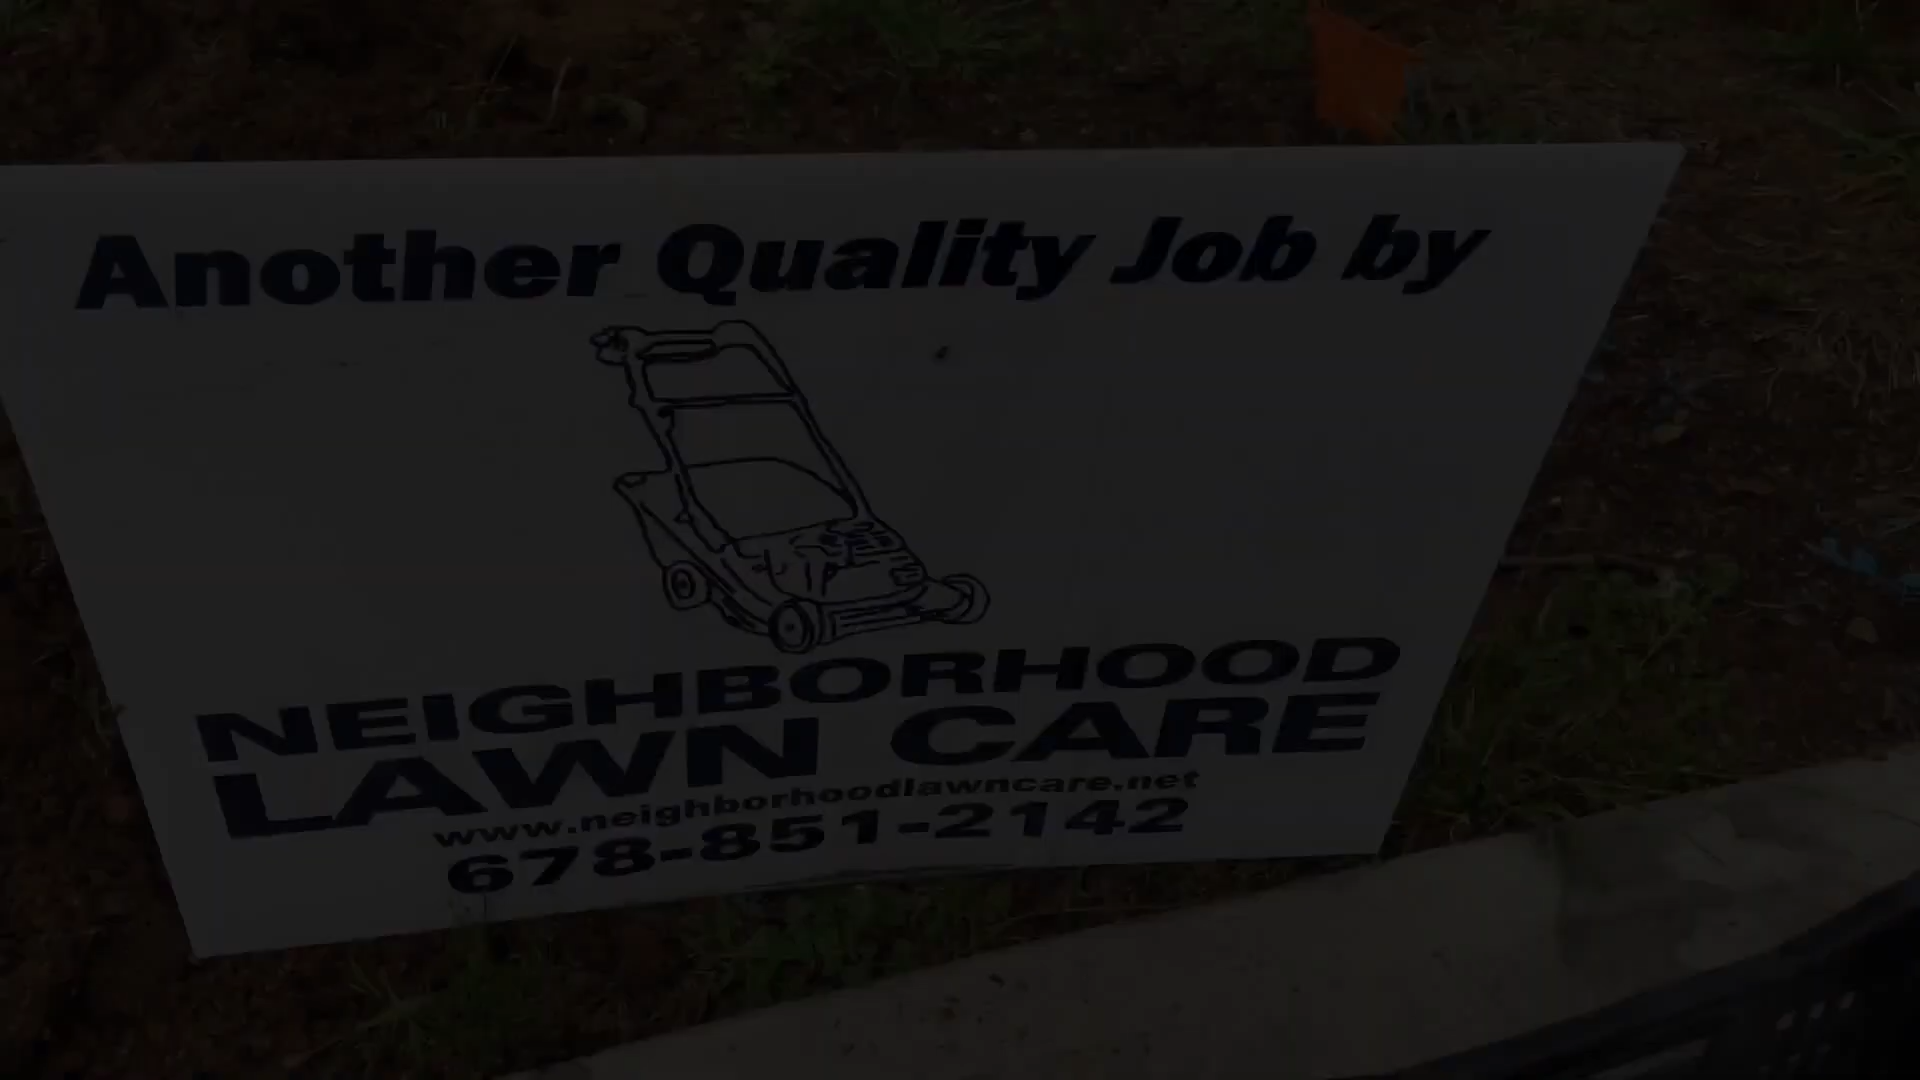 Another Quality Job by
NEIGHBORHOOD
LAWN CARE
www.neighborhoodlawncare.net
678-851-2142